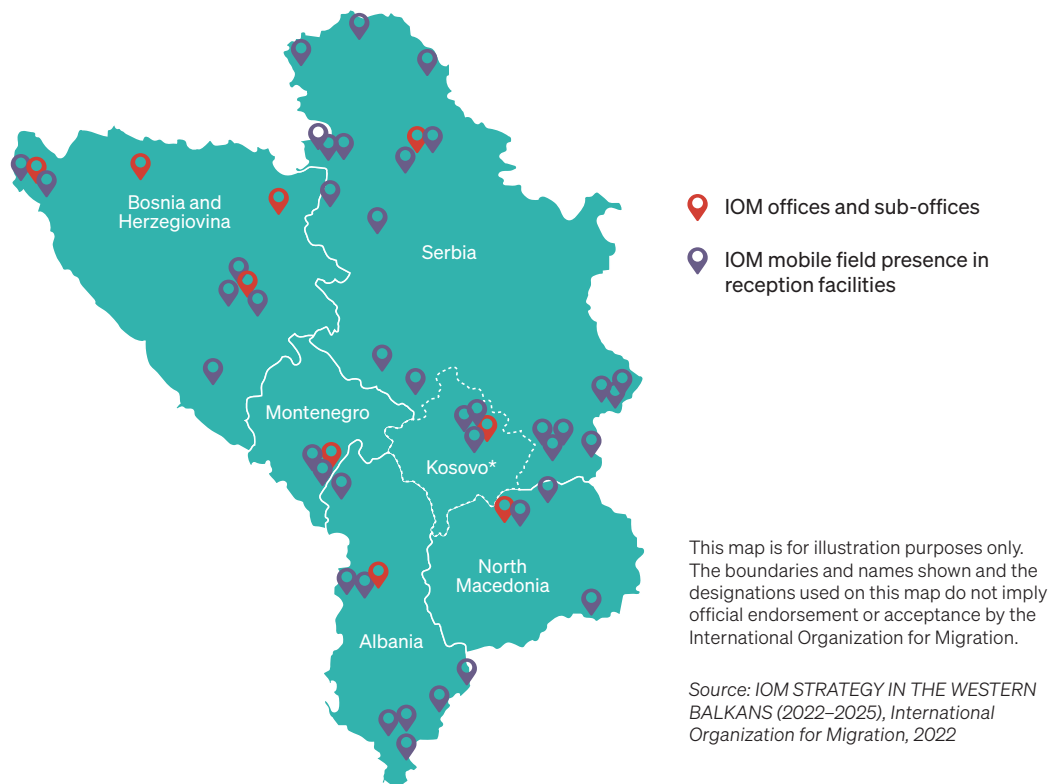 Bosnia and
Herzegiovina
Serbia
Montenegro
Kosovo*
North
Macedonia
Albania
IOM offices and sub-offices
IOM mobile field presence in
reception facilities
This map is for illustration purposes only.
The boundaries and names shown and the
designations used on this map do not imply
official endorsement or acceptance by the
International Organization for Migration.
Source: IOM STRATEGY IN THE WESTERN
BALKANS (2022–2025), International
Organization for Migration, 2022